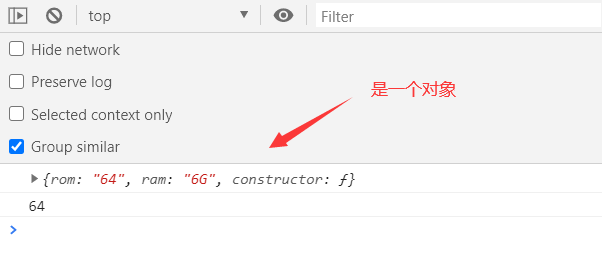 top
Filter
Hide network
Preserve log
Selected context only
Group similar
是一个对象
{rom: "64", ram: "6G", constructor: ƒ}
64